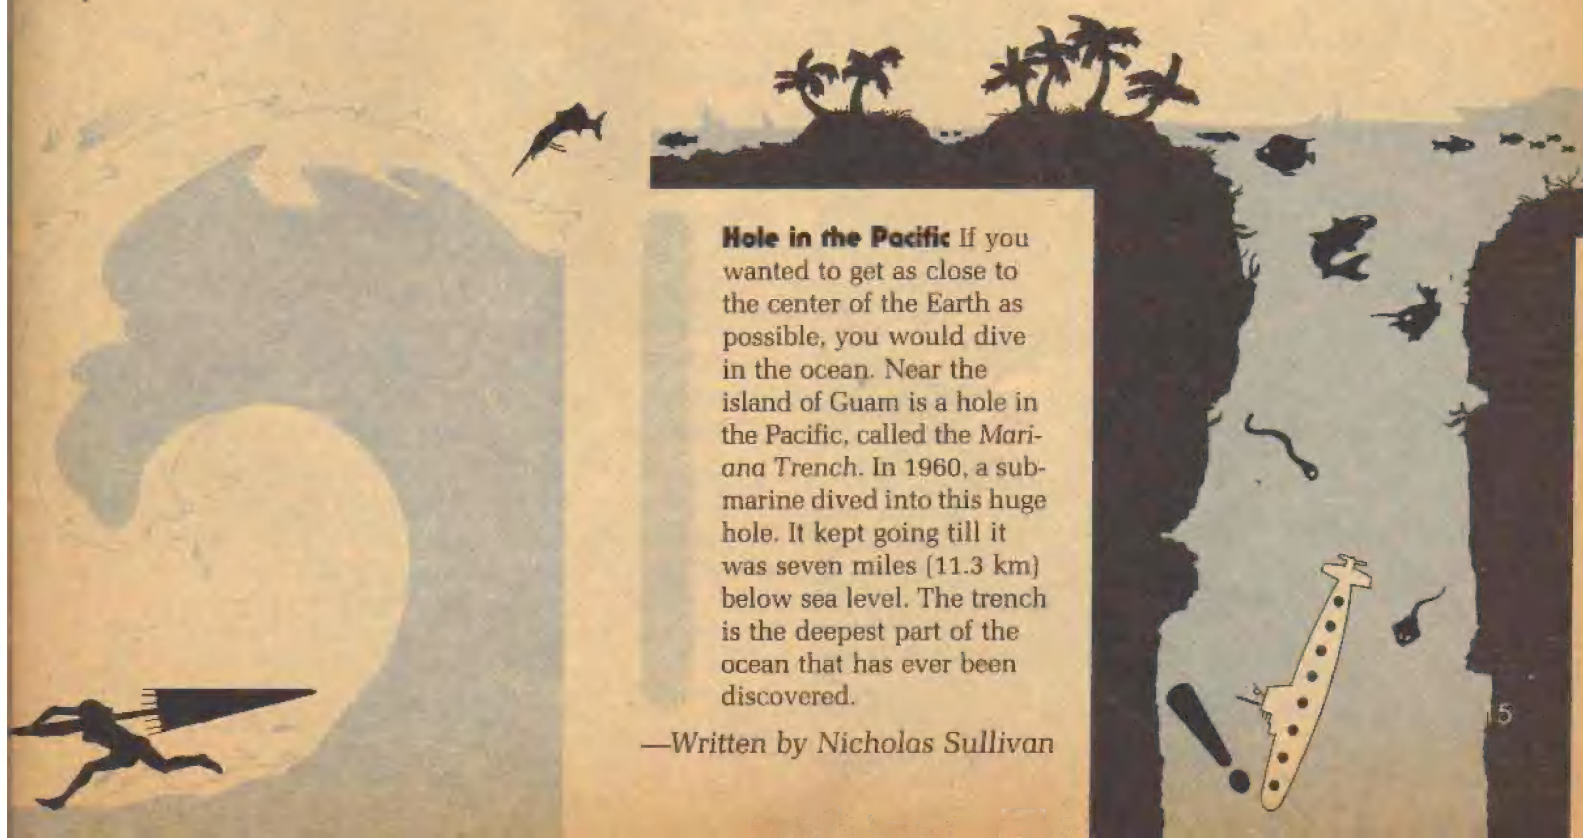 Hole in the Pacific If you
wanted to get as close to
the center of the Earth as
possible, you would dive
in the ocean. Near the
island of Guam is a hole in
the Pacific, called the Mari-
ana Trench. In 1960, a sub-
marine dived into this huge
hole. It kept going till it
was seven miles (11.3 km)
below sea level. The trench
is the deepest part of the
ocean that has ever been
discovered.
—Written by Nicholas Sullivan
15